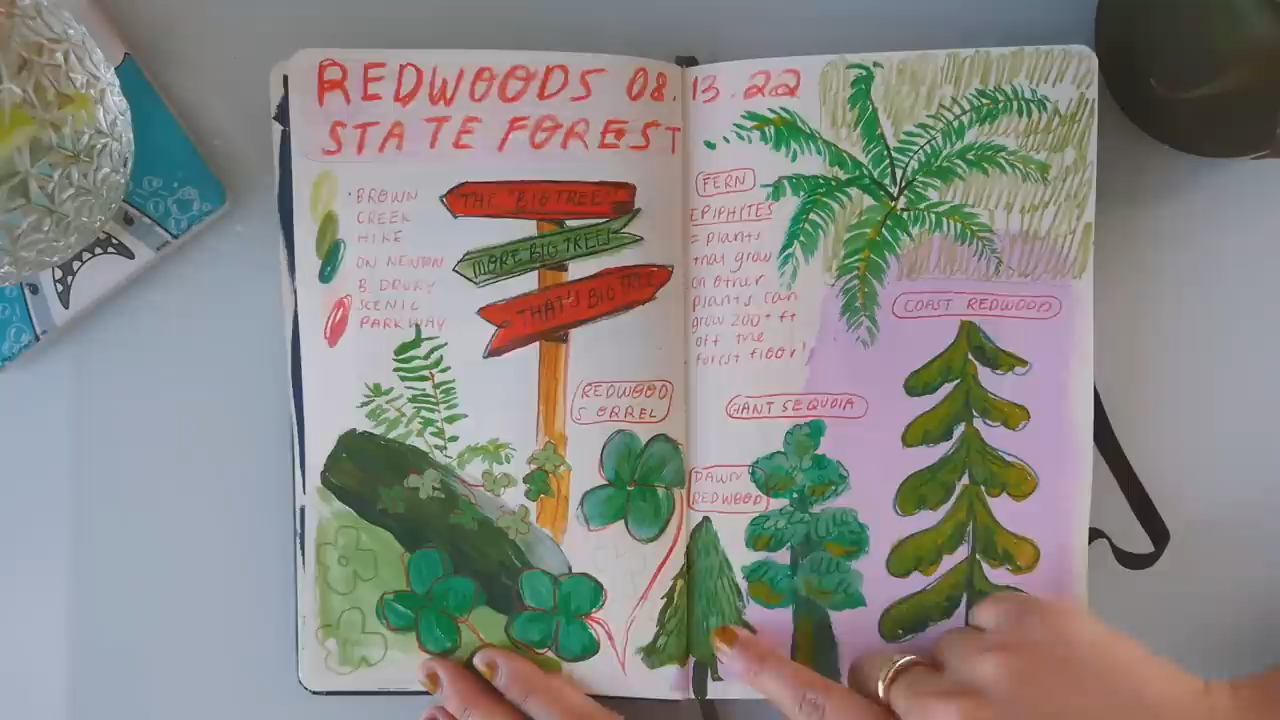 REDWOODS 08.13.22
STATE FOREST
• BROWN
CREEK
HIKE
ON NEWTON
B. DRURY
SCENIC
PARKWAY
THE "BIG TREE"
MORE BIG TREES
THAT'S BIG TREE
REDWOOD
SORREL
FERN
EPIPHYTES
= plants
that grow
on other
plants can
grow 200+ ft
off the
forest floor!
COAST REDWOOD
GIANT SEQUOIA
DAWN
REDWOOD